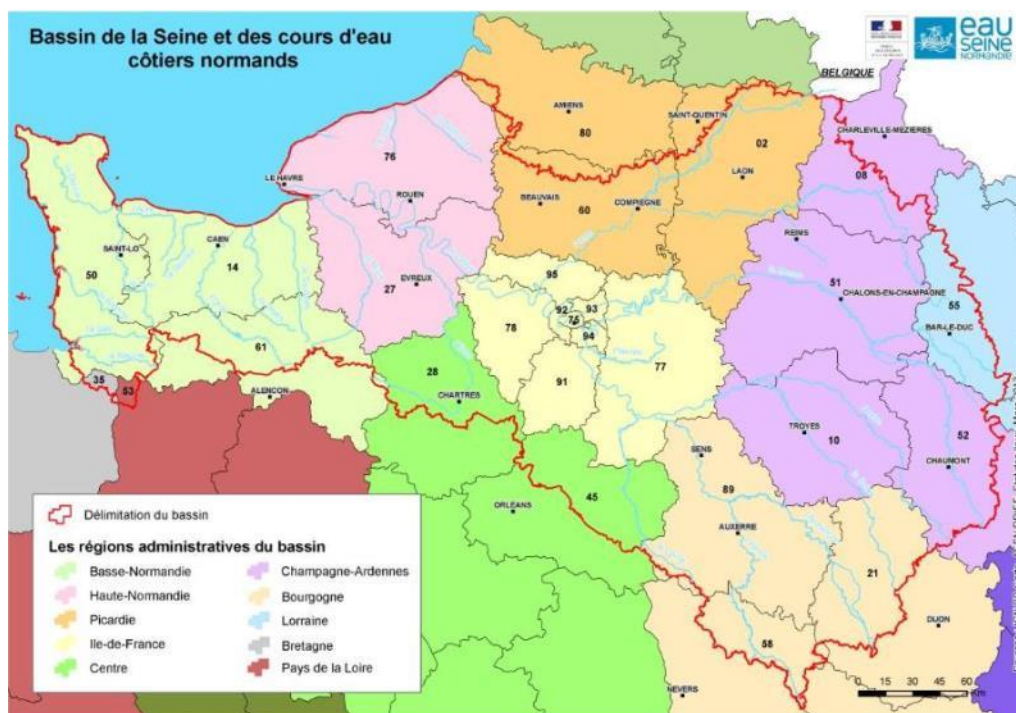 Bassin de la Seine et des cours d'eau
côtiers normands
eau
SEINE
NORMANDIE
BELGIQUE
AMIENS
80
SAINT-QUENTIN
CHARLEVILLE-MEZIERES
02
76
LE HAVRE
ROUEN
BEAUVAIS
60
COMPIEGNE
LAON
08
REIMS
SAINT-LO
50
CAEN
14
EVREUX
27
95
51
CHALONS-EN-CHAMPAGNE
55
BAR-LE-DUC
92
93
75
94
78
77
61
35
53
ALENCON
28
CHARTRES
91
TROYES
10
52
CHAUMONT
SENS
89
45
ORLEANS
AUXERRE
21
DIJON
58
NEVERS
Délimitation du bassin
Les régions administratives du bassin
Basse-Normandie
Haute-Normandie
Picardie
Ile-de-France
Centre
Champagne-Ardennes
Bourgogne
Lorraine
Bretagne
Pays de la Loire
0 15 30 45 60
Km